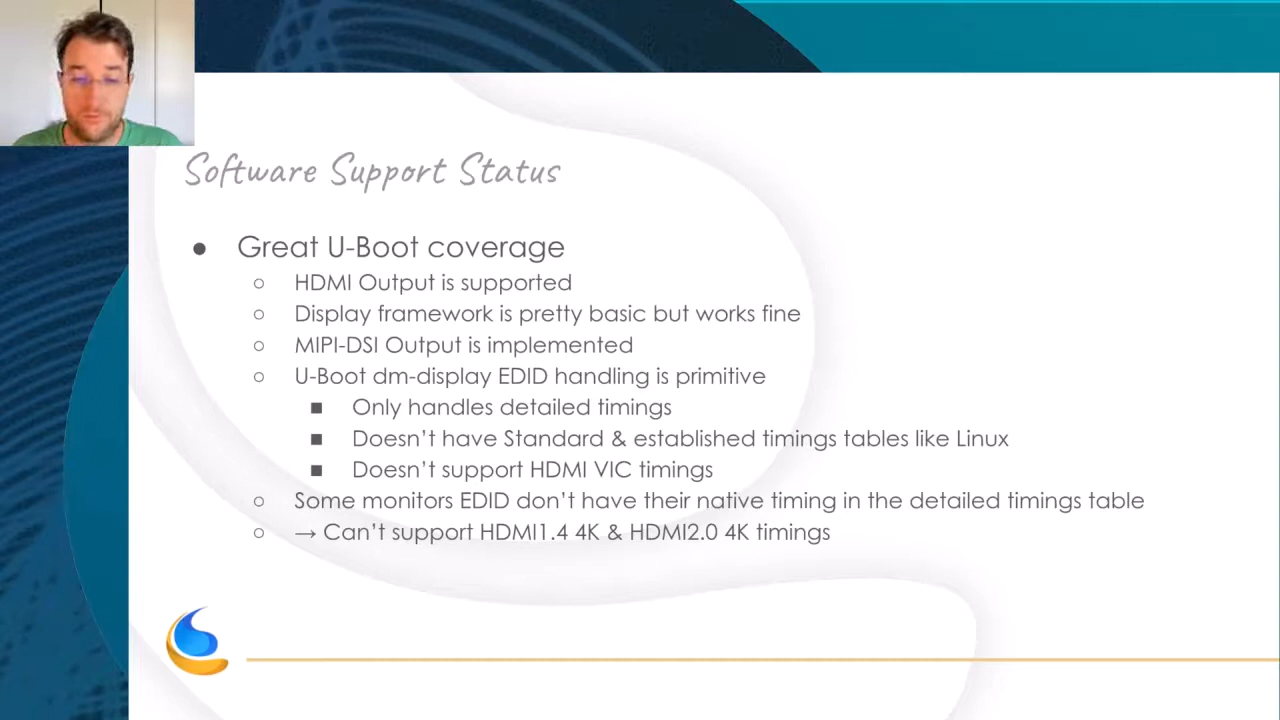 Software Support Status
● Great U-Boot coverage
○ HDMI Output is supported
○ Display framework is pretty basic but works fine
○ MIPI-DSI Output is implemented
○ U-Boot dm-display EDID handling is primitive
■ Only handles detailed timings
■ Doesn’t have Standard & established timings tables like Linux
■ Doesn’t support HDMI VIC timings
○ Some monitors EDID don’t have their native timing in the detailed timings table
○ → Can’t support HDMI1.4 4K & HDMI2.0 4K timings